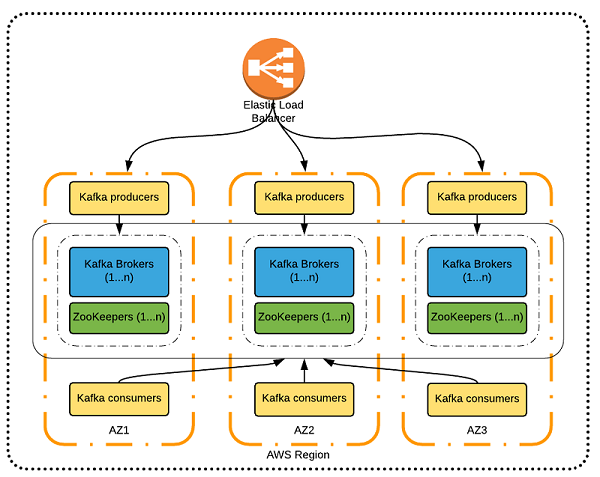 Elastic Load
Balancer
Kafka producers
Kafka producers
Kafka producers
Kafka Brokers
(1...n)
Kafka Brokers
(1...n)
Kafka Brokers
(1...n)
ZooKeepers (1...n)
ZooKeepers (1...n)
ZooKeepers (1...n)
Kafka consumers
Kafka consumers
Kafka consumers
AZ1
AZ2
AZ3
AWS Region